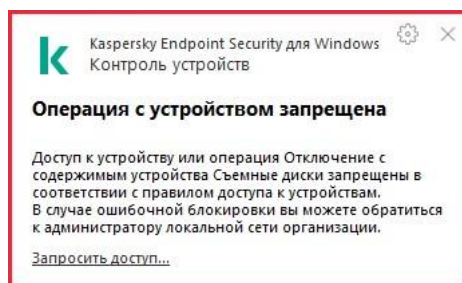 Kaspersky Endpoint Security для Windows
Контроль устройств
Операция с устройством запрещена
Доступ к устройству или операция Отключение с
содержимым устройства Съемные диски запрещены в
соответствии с правилом доступа к устройствам.
В случае ошибочной блокировки вы можете обратиться
к администратору локальной сети организации.
Запросить доступ...